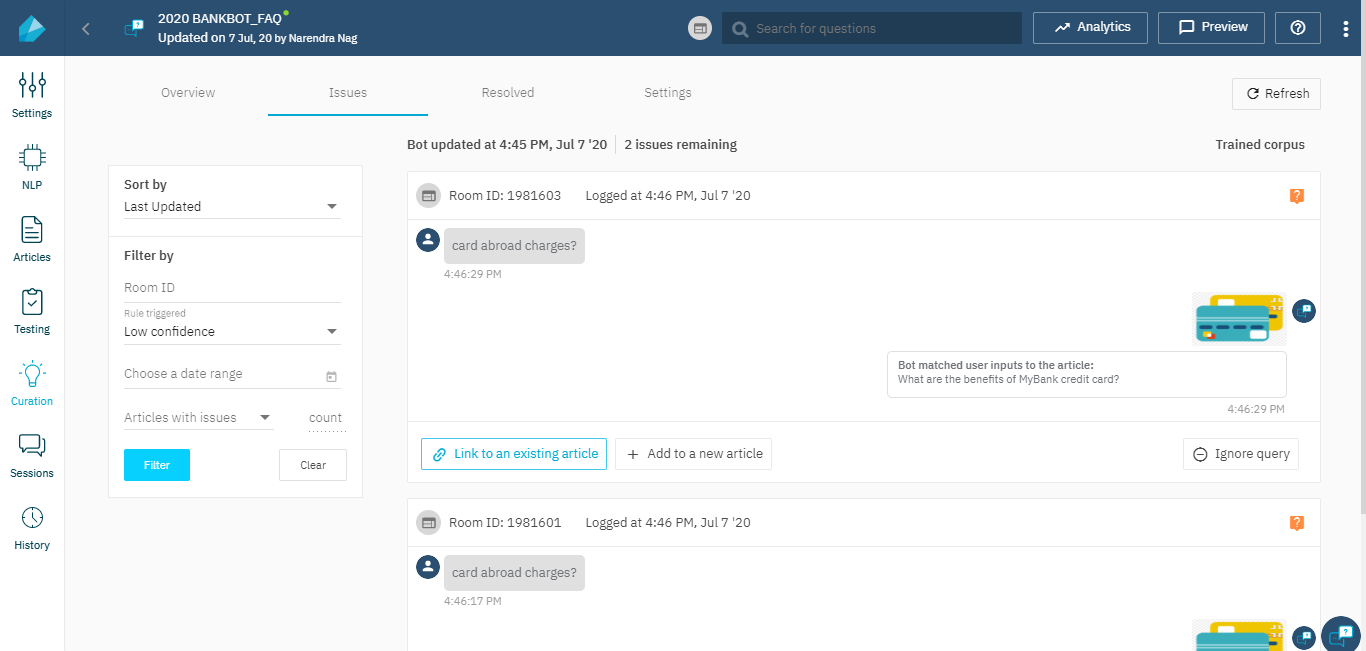 2020 BANKBOT_FAQ
Updated on 7 Jul, 20 by Narendra Nag
Search for questions
Analytics
Preview
Settings
NLP
Articles
Testing
Curation
Sessions
History
Overview
Issues
Resolved
Settings
Refresh
Bot updated at 4:45 PM, Jul 7 '20
2 issues remaining
Trained corpus
Sort by
Last Updated
Filter by
Room ID
Rule triggered
Low confidence
Choose a date range
Articles with issues
count
Filter
Clear
Room ID: 1981603
Logged at 4:46 PM, Jul 7 '20
card abroad charges?
4:46:29 PM
Bot matched user inputs to the article:
What are the benefits of MyBank credit card?
4:46:29 PM
Link to an existing article
+ Add to a new article
Ignore query
Room ID: 1981601
Logged at 4:46 PM, Jul 7 '20
card abroad charges?
4:46:17 PM